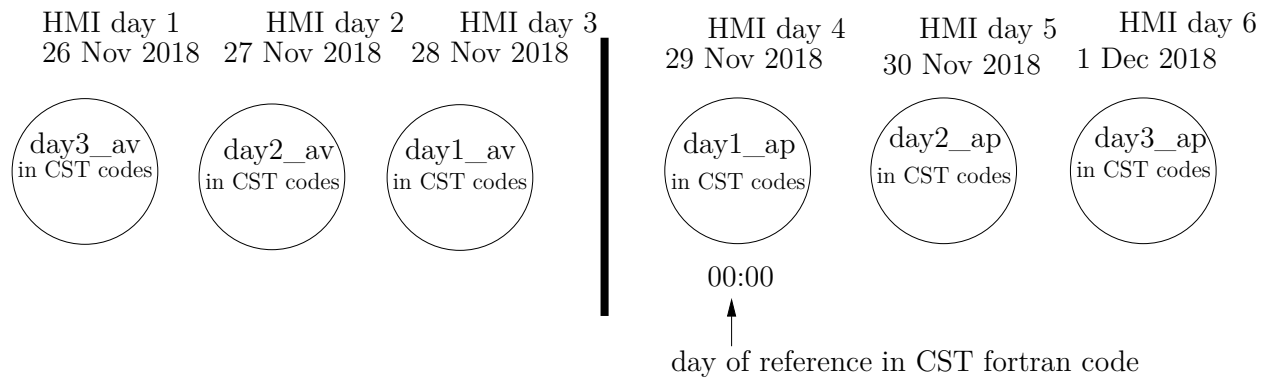 HMI day 1
26 Nov 2018
HMI day 2
27 Nov 2018
HMI day 3
28 Nov 2018
HMI day 4
29 Nov 2018
HMI day 5
30 Nov 2018
HMI day 6
1 Dec 2018
day3_av
in CST codes
day2_av
in CST codes
day1_av
in CST codes
day1_ap
in CST codes
day2_ap
in CST codes
day3_ap
in CST codes
00:00
day of reference in CST fortran code